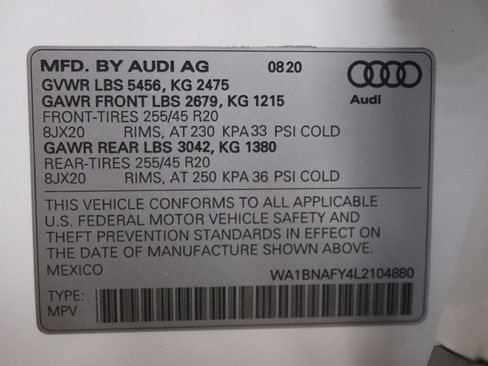 MFD. BY AUDI AG 0820
GVWR LBS 5456, KG 2475
GAWR FRONT LBS 2679, KG 1215
FRONT-TIRES 255/45 R20
8JX20 RIMS, AT 230 KPA 33 PSI COLD
GAWR REAR LBS 3042, KG 1380
REAR-TIRES 255/45 R20
8JX20 RIMS, AT 250 KPA 36 PSI COLD
Audi
THIS VEHICLE CONFORMS TO ALL APPLICABLE
U.S. FEDERAL MOTOR VEHICLE SAFETY AND
THEFT PREVENTION STANDARDS IN EFFECT ON
THE DATE OF MANUFACTURE SHOWN ABOVE.
MEXICO WA1BNAFY4L2104880
TYPE:
MPV